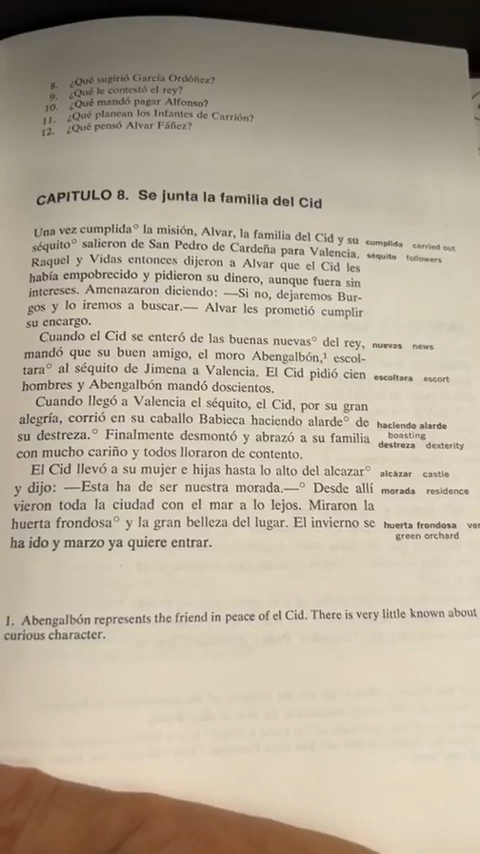 8. ¿Qué sugirió García Ordóñez?
9. ¿Qué le contestó el rey?
10. ¿Qué mandó pagar Alfonso?
11. ¿Qué planean los Infantes de Carrión?
12. ¿Qué pensó Alvar Fáñez?
CAPITULO 8. Se junta la familia del Cid
Una vez cumplida° la misión, Alvar, la familia del Cid y su cumplida carried out
séquito° salieron de San Pedro de Cardeña para Valencia. séquito followers
Raquel y Vidas entonces dijeron a Alvar que el Cid les
había empobrecido y pidieron su dinero, aunque fuera sin
intereses. Amenazaron diciendo: —Si no, dejaremos Bur-
gos y lo iremos a buscar.— Alvar les prometió cumplir
su encargo.
Cuando el Cid se enteró de las buenas nuevas° del rey, nuevas news
mandó que su buen amigo, el moro Abengalbón,¹ escol-
tara° al séquito de Jimena a Valencia. El Cid pidió cien escoltara escort
hombres y Abengalbón mandó doscientos.
Cuando llegó a Valencia el séquito, el Cid, por su gran
alegría, corrió en su caballo Babieca haciendo alarde° de haciendo alarde
su destreza.° Finalmente desmontó y abrazó a su familia boasting
con mucho cariño y todos lloraron de contento. destreza dexterity
El Cid llevó a su mujer e hijas hasta lo alto del alcazar° alcázar castle
y dijo: —Esta ha de ser nuestra morada.—° Desde allí morada residence
vieron toda la ciudad con el mar a lo lejos. Miraron la
huerta frondosa° y la gran belleza del lugar. El invierno se huerta frondosa
ha ido y marzo ya quiere entrar. green orchard
1. Abengalbón represents the friend in peace of el Cid. There is very little known about
curious character.